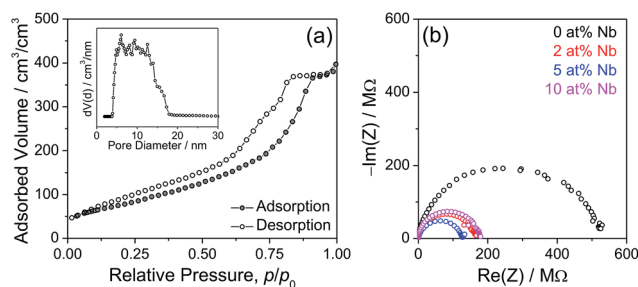 (a)
Adsorbed Volume / cm³/cm³
500
400
300
200
100
0
0.00
0.25
0.50
0.75
1.00
Relative Pressure, p/p₀
Adsorption
Desorption
dV(d) / cm³/nm
0
10
20
30
Pore Diameter / nm
(b)
0 at% Nb
2 at% Nb
5 at% Nb
10 at% Nb
−Im(Z) / MΩ
600
400
200
0
0
200
400
600
Re(Z) / MΩ